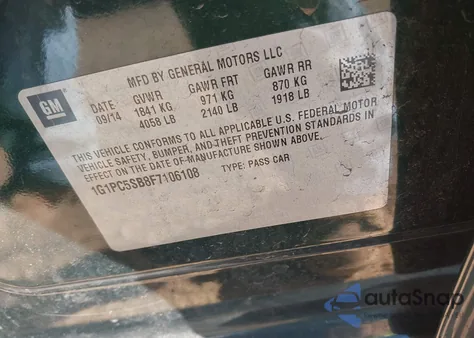 MFD BY GENERAL MOTORS LLC
GM
DATE GVWR GAWR FRT GAWR RR
09/14 1841 KG 971 KG 870 KG
4058 LB 2140 LB 1918 LB
THIS VEHICLE CONFORMS TO ALL APPLICABLE U.S. FEDERAL MOTOR
VEHICLE SAFETY, BUMPER, AND THEFT PREVENTION STANDARDS IN
EFFECT ON THE DATE OF MANUFACTURE SHOWN ABOVE.
1G1PC5SB8F7106108 TYPE: PASS CAR
autoSnap